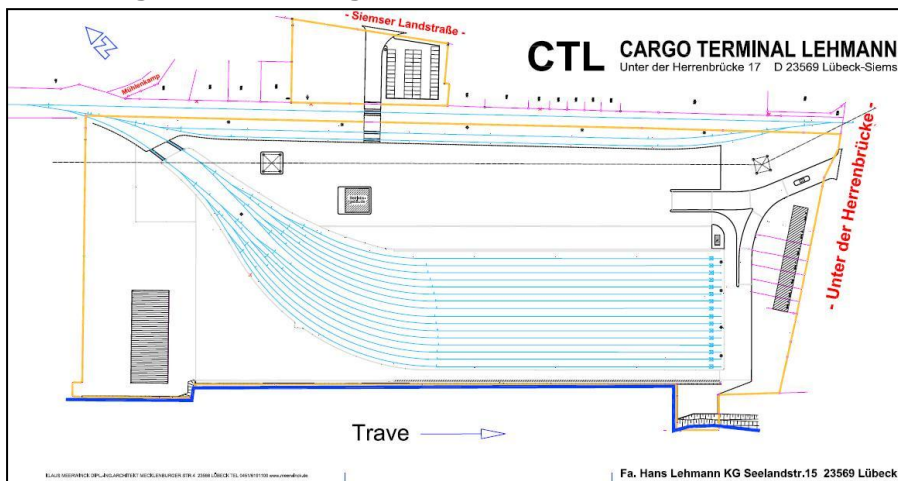 - Siemser Landstraße -
CTL CARGO TERMINAL LEHMANN
Unter der Herrenbrücke 17 D 23569 Lübeck-Siems
N
Mühlenkamp
- Unter der Herrenbrücke -
Trave
Fa. Hans Lehmann KG Seelandstr.15 23569 Lübeck